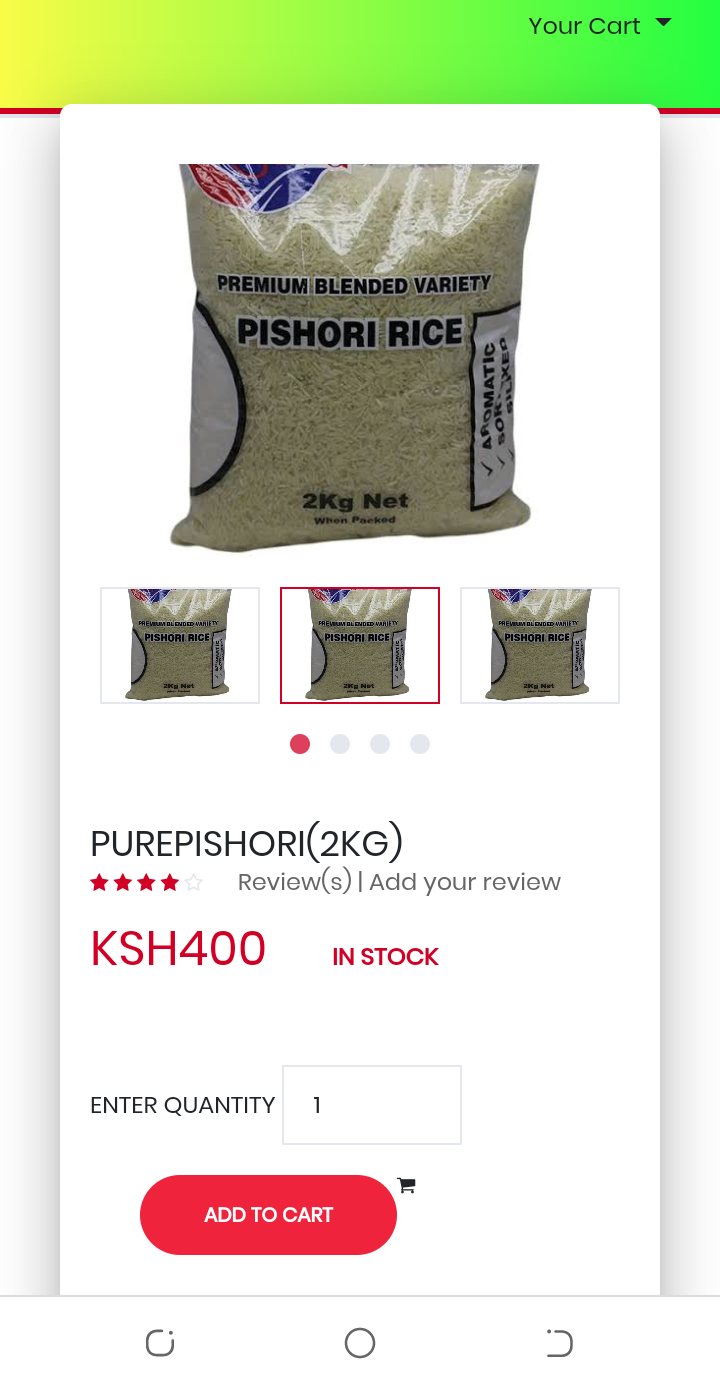 Your Cart
PREMIUM BLENDED VARIETY
PISHORI RICE
AROMATIC
2Kg Net
When Packed
PREMIUM BLENDED VARIETY
PISHORI RICE
2Kg Net
PREMIUM BLENDED VARIETY
PISHORI RICE
2Kg Net
PREMIUM BLENDED VARIETY
PISHORI RICE
2Kg Net
PUREPISHORI(2KG)
Review(s) | Add your review
KSH400
IN STOCK
ENTER QUANTITY 1
ADD TO CART